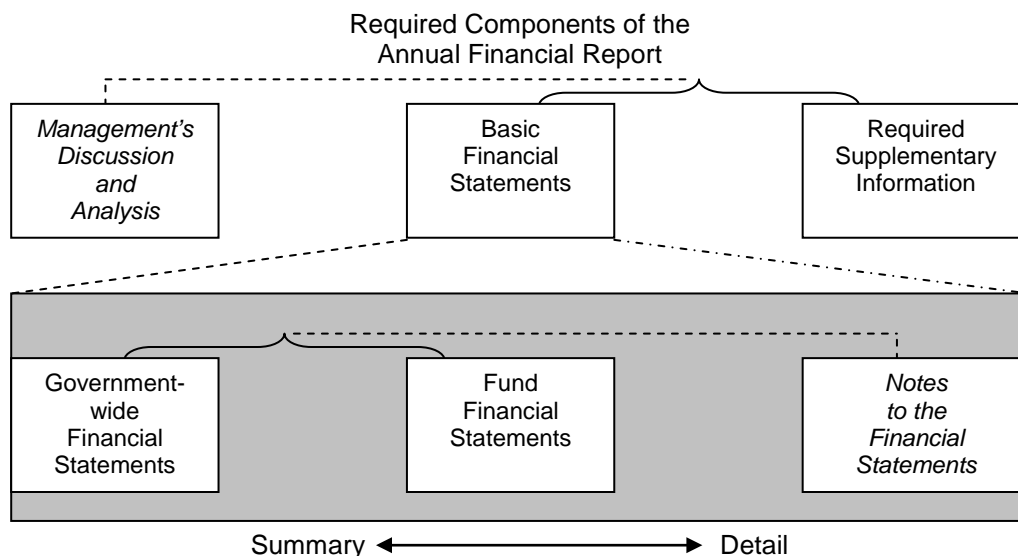 Required Components of the
Annual Financial Report
Management's
Discussion
and
Analysis
Basic
Financial
Statements
Required
Supplementary
Information
Government-
wide
Financial
Statements
Fund
Financial
Statements
Notes
to the
Financial
Statements
Summary
Detail